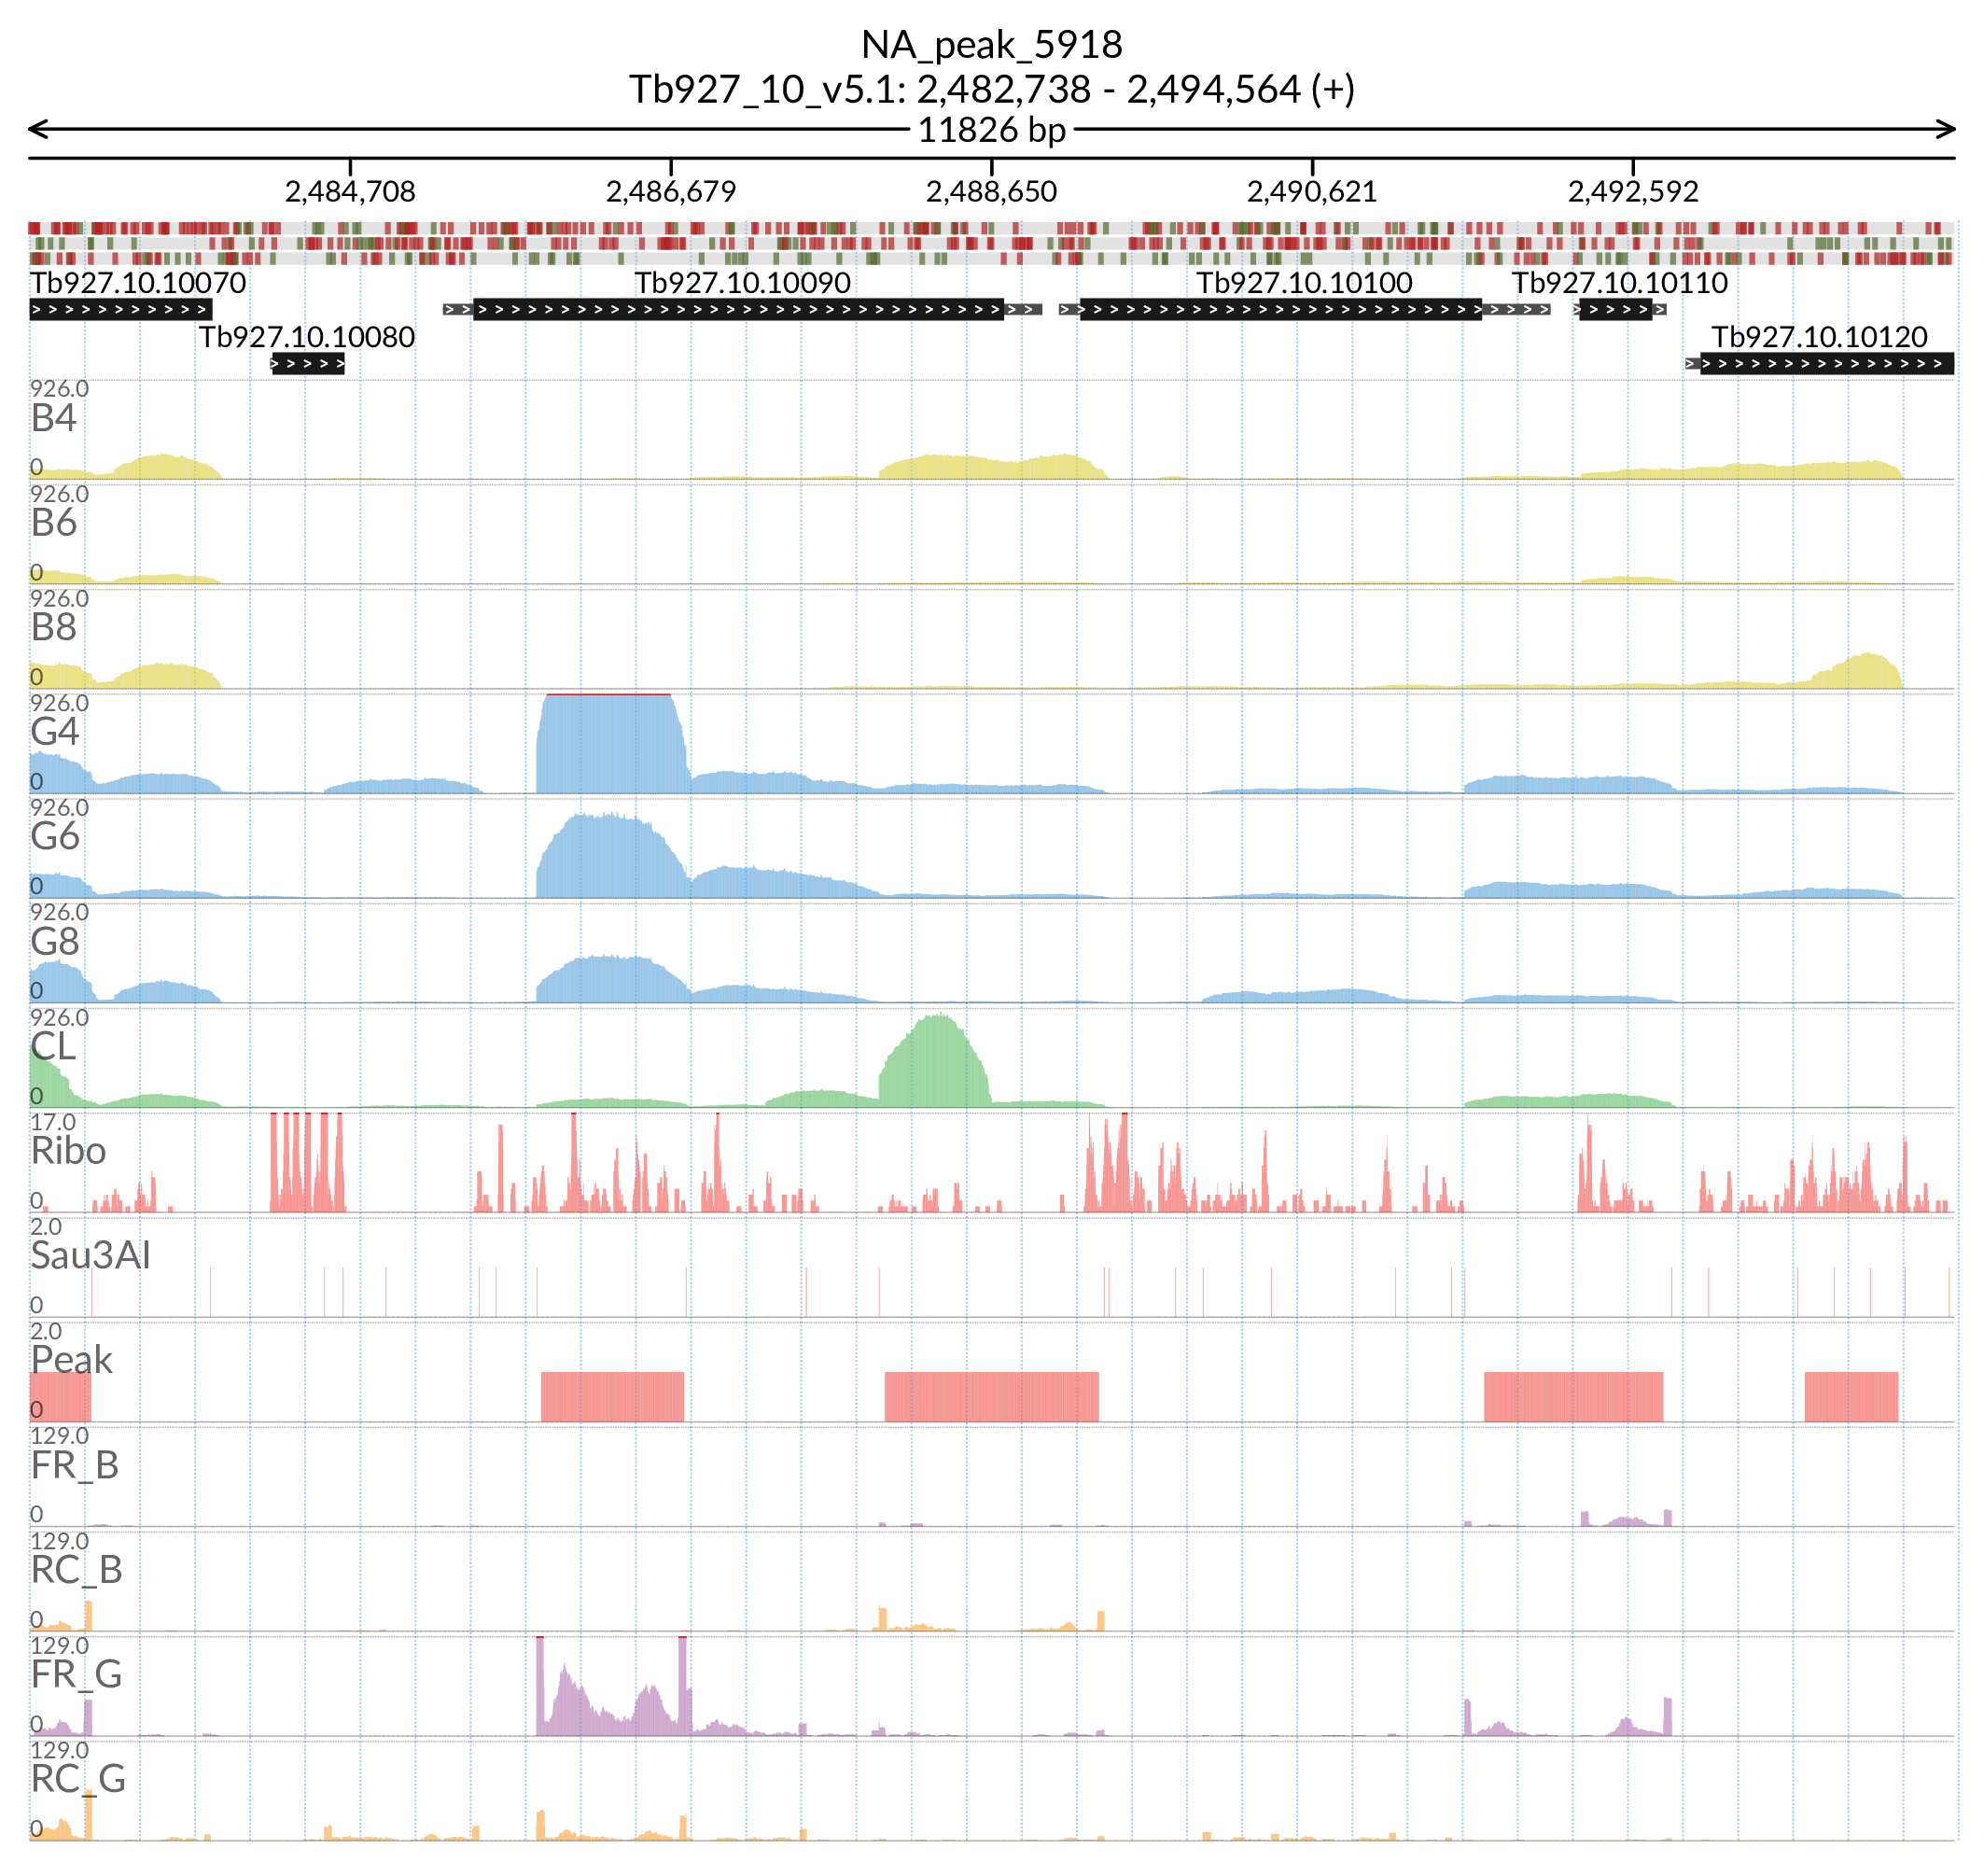 NA_peak_5918
Tb927_10_v5.1: 2,482,738 - 2,494,564 (+)
11826 bp
2,484,708 2,486,679 2,488,650 2,490,621 2,492,592
Tb927.10.10070 Tb927.10.10090 Tb927.10.10100 Tb927.10.10110
Tb927.10.10080 Tb927.10.10120
926.0
B4
0
926.0
B6
0
926.0
B8
0
926.0
G4
0
926.0
G6
0
926.0
G8
0
926.0
CL
0
17.0
Ribo
0
2.0
Sau3AI
0
2.0
Peak
0
129.0
FR_B
0
129.0
RC_B
0
129.0
FR_G
0
129.0
RC_G
0